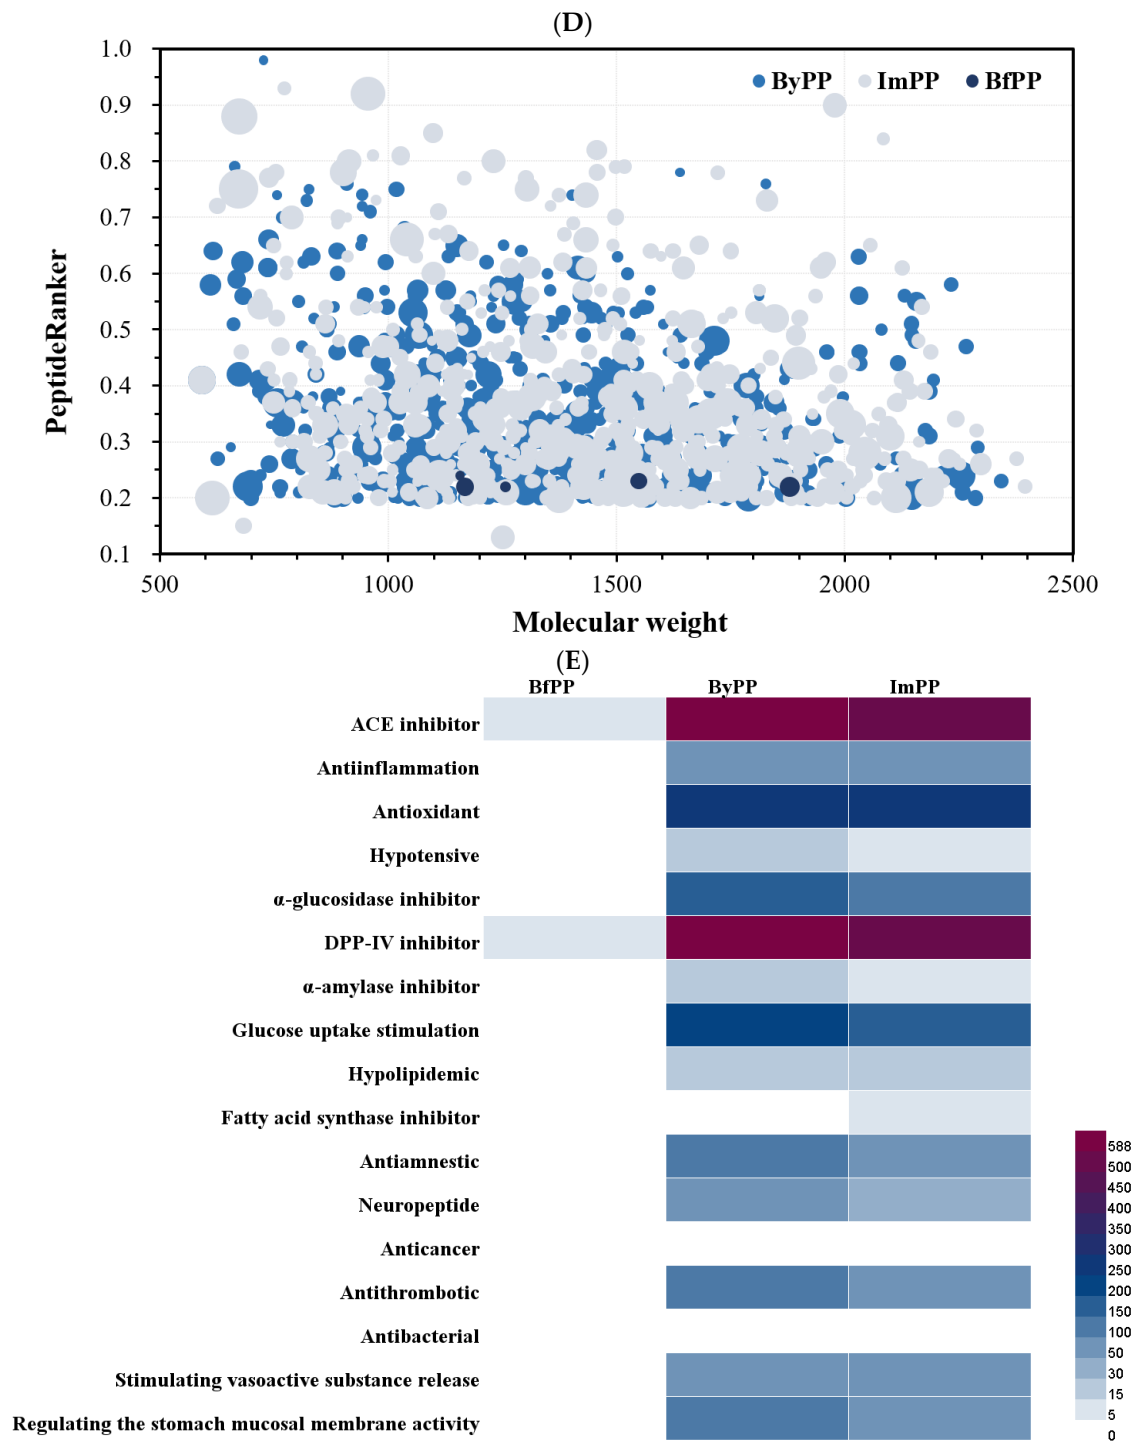 (D)
1.0
0.9
0.8
0.7
0.6
0.5
0.4
0.3
0.2
0.1
PeptideRanker
ByPP ImPP BfPP
500 1000 1500 2000 2500
Molecular weight
(E)
BfPP ByPP ImPP
ACE inhibitor
Antiinflammation
Antioxidant
Hypotensive
α-glucosidase inhibitor
DPP-IV inhibitor
α-amylase inhibitor
Glucose uptake stimulation
Hypolipidemic
Fatty acid synthase inhibitor
Antiamnestic
Neuropeptide
Anticancer
Antithrombotic
Antibacterial
Stimulating vasoactive substance release
Regulating the stomach mucosal membrane activity
588
500
450
400
350
300
250
200
150
100
50
30
15
5
0